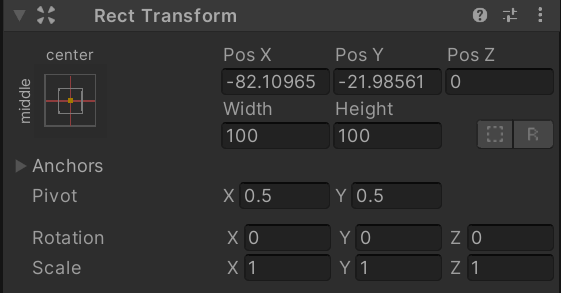 Rect Transform
center
middle
Pos X Pos Y Pos Z
-82.10965 -21.98561 0
Width Height
100 100
R
Anchors
Pivot X 0.5 Y 0.5
Rotation X 0 Y 0 Z 0
Scale X 1 Y 1 Z 1